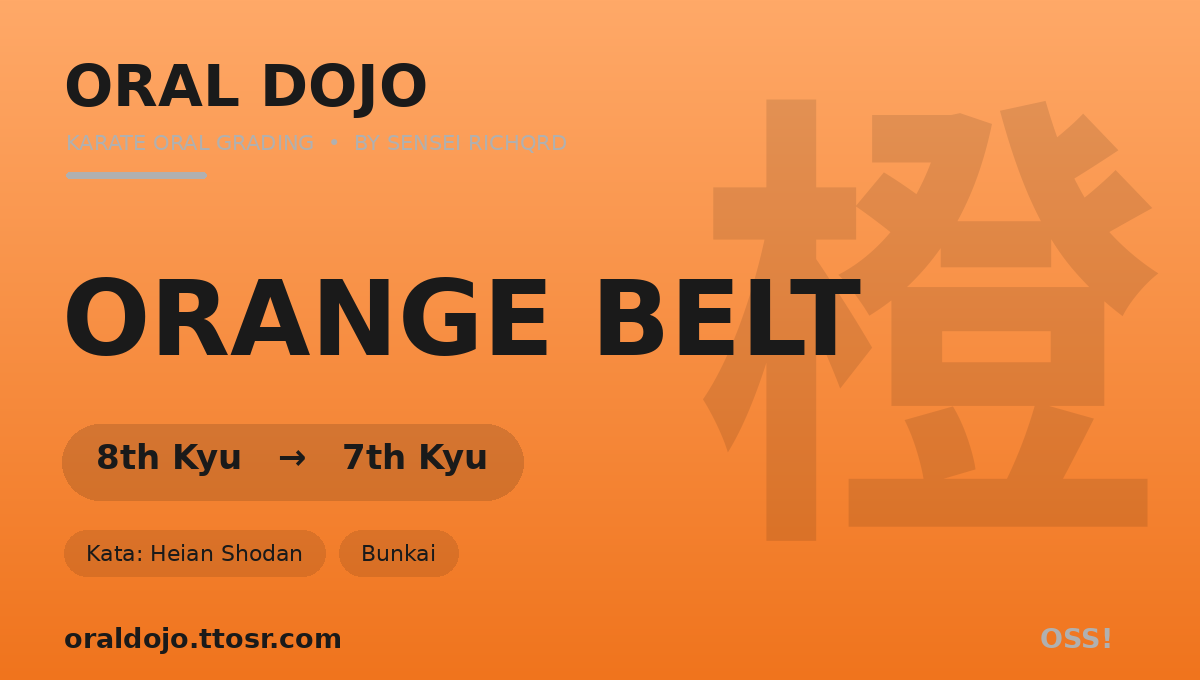 ORAL DOJO
KARATE ORAL GRADING • BY SENSEI RICHQRD
橙
ORANGE BELT
8th Kyu → 7th Kyu
Kata: Heian Shodan
Bunkai
oraldojo.ttosr.com
OSS!